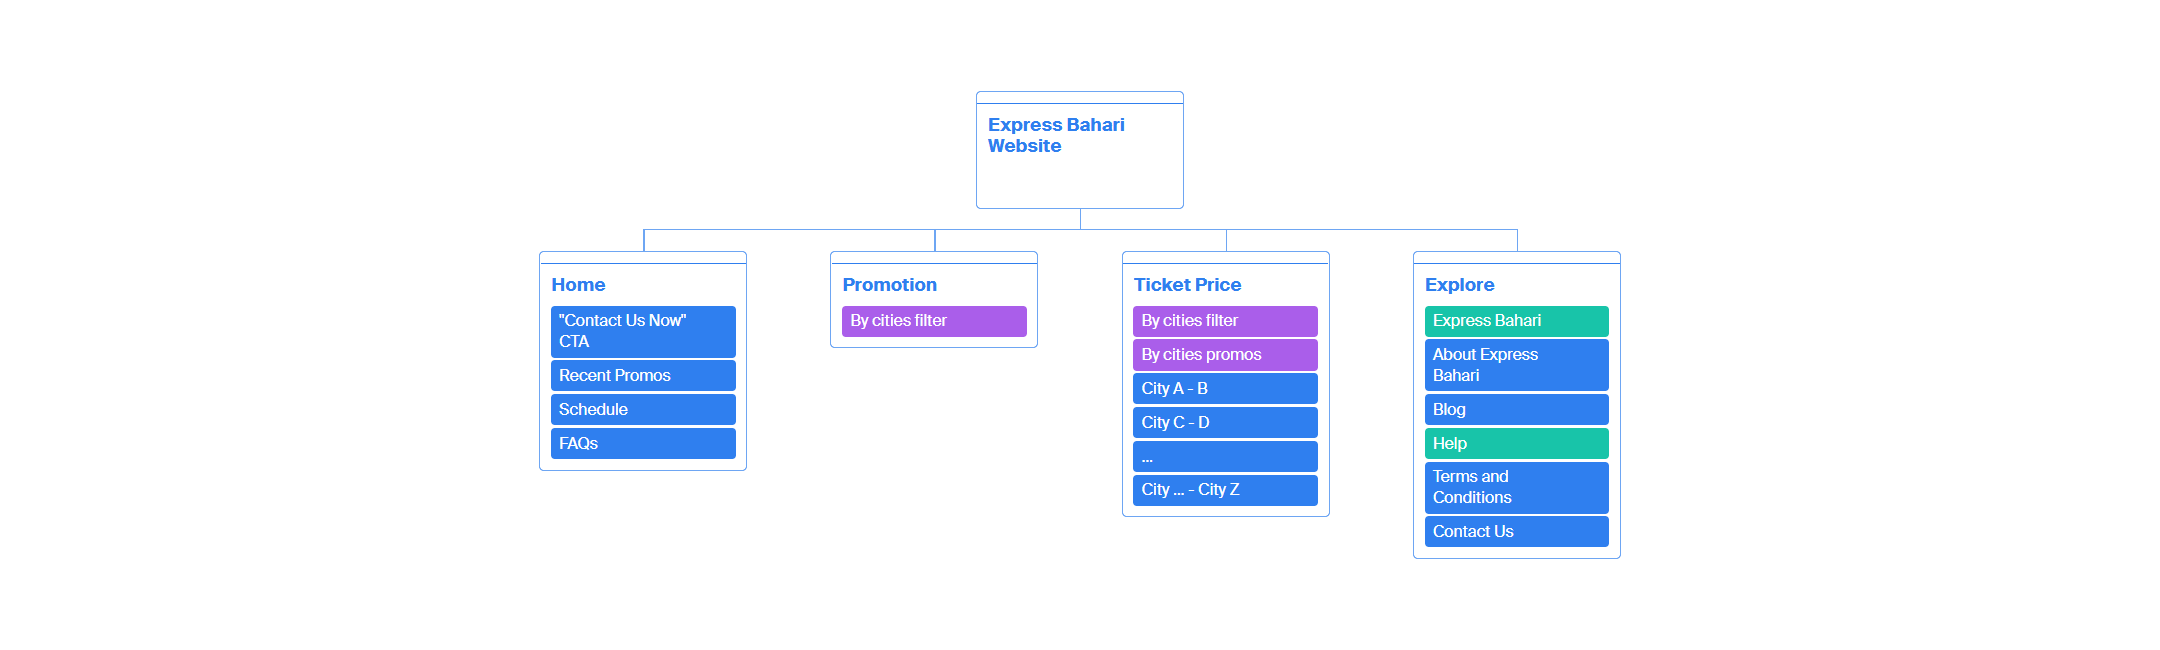 Express Bahari
Website
Home
"Contact Us Now"
CTA
Recent Promos
Schedule
FAQs
Promotion
By cities filter
Ticket Price
By cities filter
By cities promos
City A - B
City C - D
...
City ... - City Z
Explore
Express Bahari
About Express
Bahari
Blog
Help
Terms and
Conditions
Contact Us